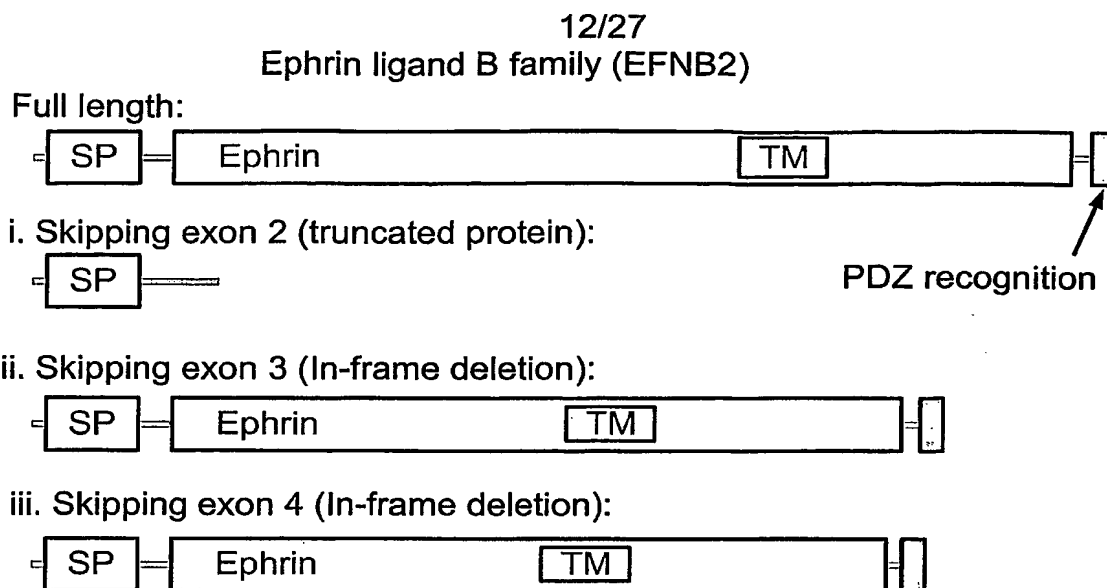 12/27
Ephrin ligand B family (EFNB2)
Full length:
SP Ephrin TM
i. Skipping exon 2 (truncated protein):
SP
PDZ recognition
ii. Skipping exon 3 (In-frame deletion):
SP Ephrin TM
iii. Skipping exon 4 (In-frame deletion):
SP Ephrin TM